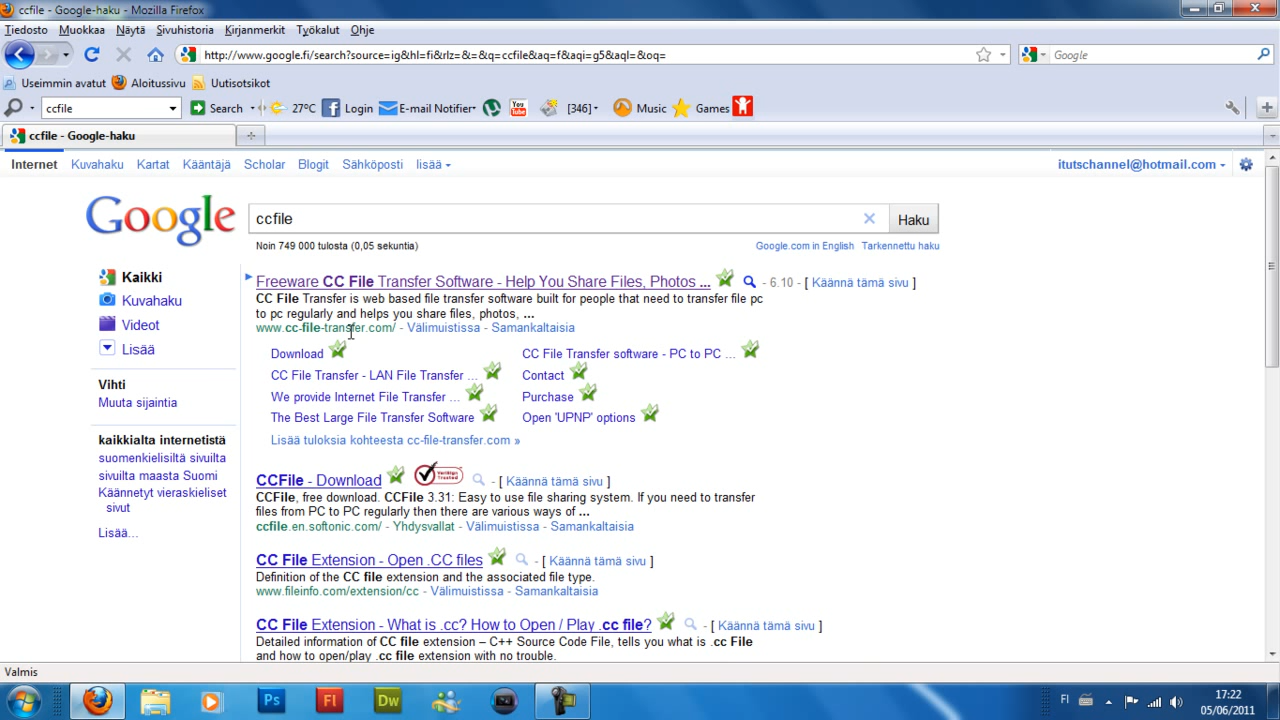 ccfile - Google-haku - Mozilla Firefox
Tiedosto Muokkaa Näytä Sivuhistoria Kirjanmerkit Työkalut Ohje
http://www.google.fi/search?source=ig&hl=fi&rlz=&=&q=ccfile&aq=f&aqi=g5&aql=&oq= Google
Useimmin avatut Aloitussivu Uutisotsikot
ccfile Search 27°C Login E-mail Notifier You Tube [346] Music Games
ccfile - Google-haku
Internet Kuvahaku Kartat Kääntäjä Scholar Blogit Sähköposti lisää itutschannel@hotmail.com
Google ccfile Haku
Noin 749 000 tulosta (0,05 sekuntia) Google.com in English Tarkennettu haku
Kaikki
Kuvahaku
Videot
Lisää
Vihti
Muuta sijaintia
kaikkialta internetistä
suomenkielisiltä sivuilta
sivuilta maasta Suomi
Käännetyt vieraskieliset
sivut
Lisää...
Freeware CC File Transfer Software - Help You Share Files, Photos ... - 6.10 - [ Käännä tämä sivu ]
CC File Transfer is web based file transfer software built for people that need to transfer file pc
to pc regularly and helps you share files, photos, ...
www.cc-file-transfer.com/ - Välimuistissa - Samankaltaisia
Download CC File Transfer software - PC to PC ...
CC File Transfer - LAN File Transfer ... Contact
We provide Internet File Transfer ... Purchase
The Best Large File Transfer Software Open 'UPNP' options
Lisää tuloksia kohteesta cc-file-transfer.com »
CCFile - Download VeriSign Trusted - [ Käännä tämä sivu ]
CCFile, free download. CCFile 3.31: Easy to use file sharing system. If you need to transfer
files from PC to PC regularly then there are various ways of ...
ccfile.en.softonic.com/ - Yhdysvallat - Välimuistissa - Samankaltaisia
CC File Extension - Open .CC files - [ Käännä tämä sivu ]
Definition of the CC file extension and the associated file type.
www.fileinfo.com/extension/cc - Välimuistissa - Samankaltaisia
CC File Extension - What is .cc? How to Open / Play .cc file? - [ Käännä tämä sivu ]
Detailed information of CC file extension – C++ Source Code File, tells you what is .cc File
and how to open/play .cc file extension with no trouble.
Valmis
Ps Fl Dw FI 17:22
05/06/2011